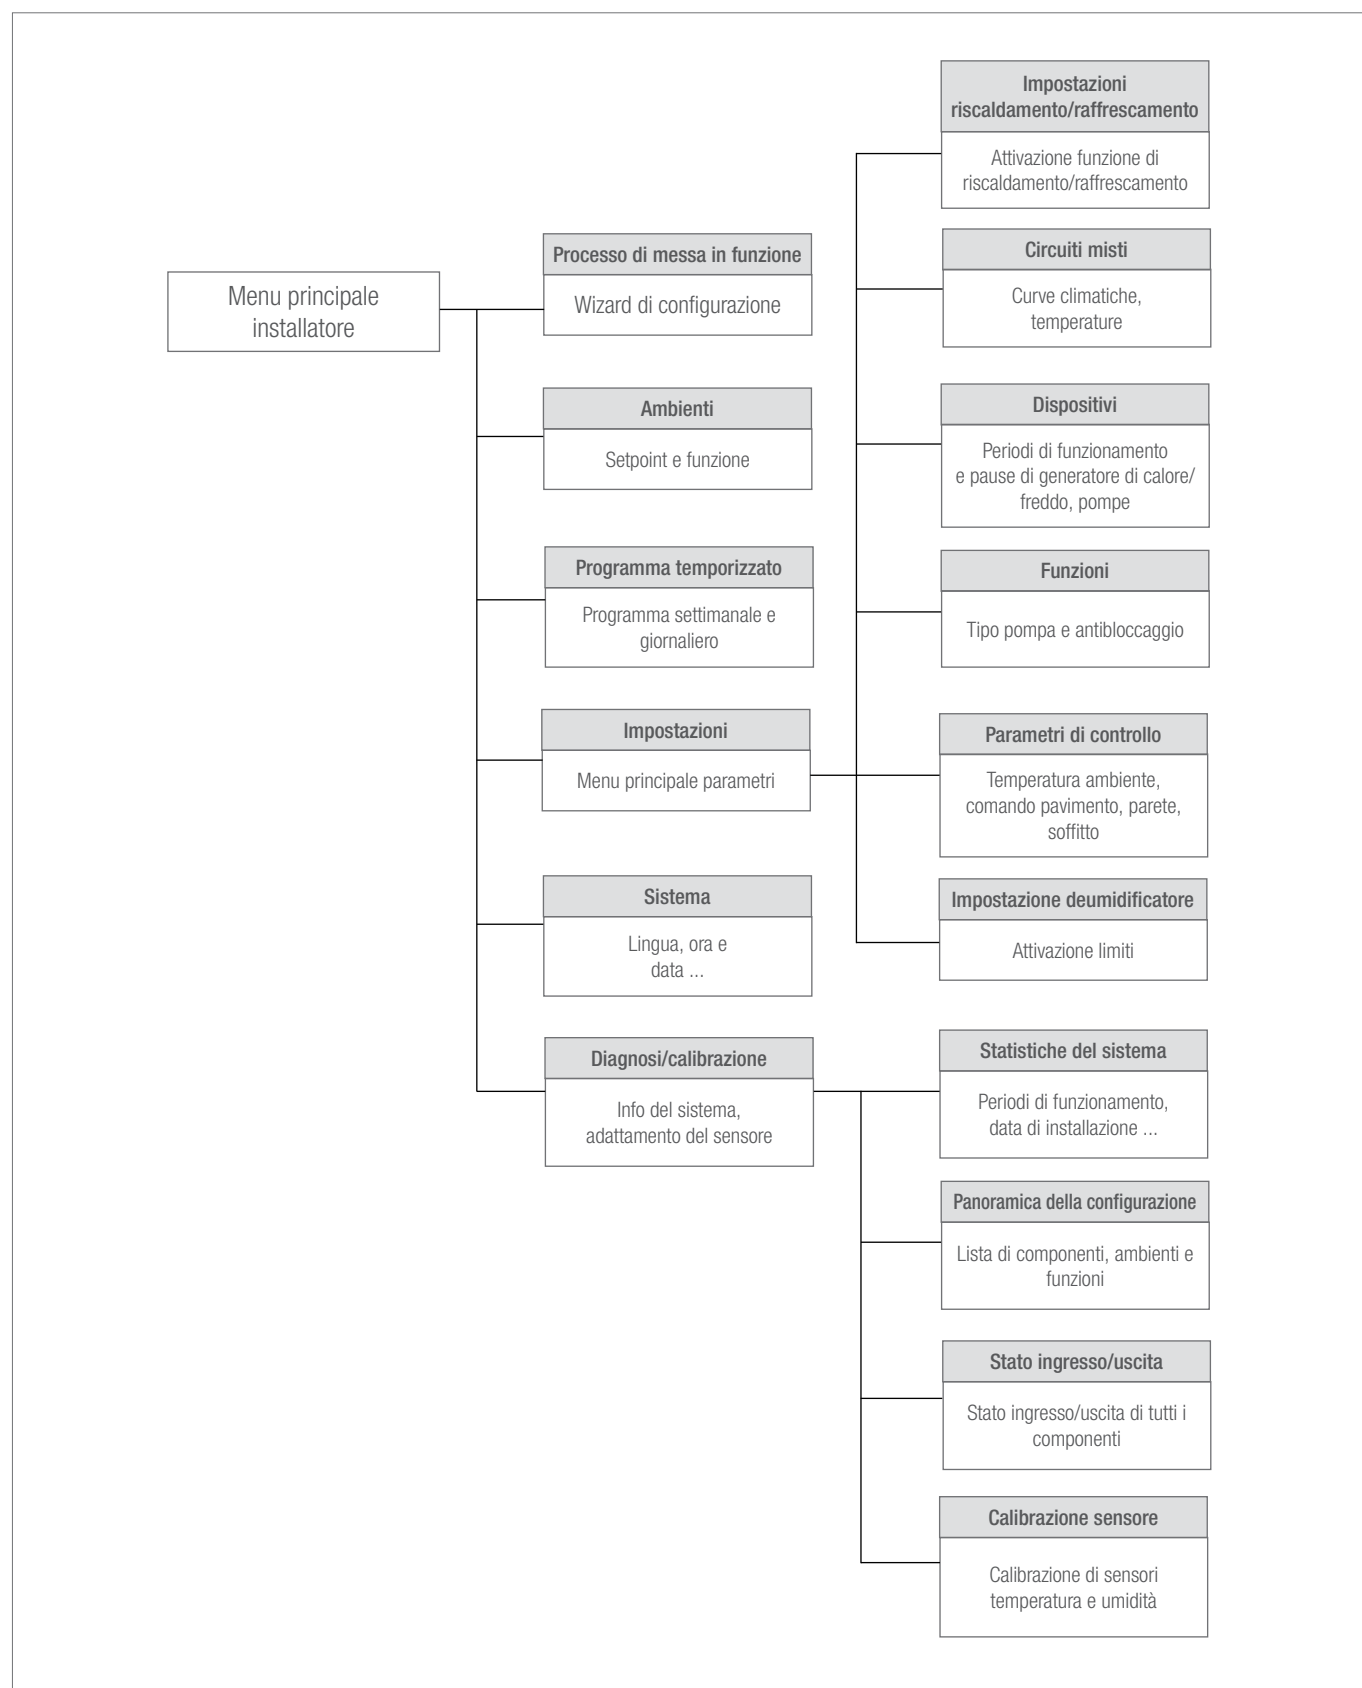 Menu principale
installatore
Processo di messa in funzione
Wizard di configurazione
Ambienti
Setpoint e funzione
Programma temporizzato
Programma settimanale e
giornaliero
Impostazioni
Menu principale parametri
Sistema
Lingua, ora e
data ...
Diagnosi/calibrazione
Info del sistema,
adattamento del sensore
Impostazioni
riscaldamento/raffrescamento
Attivazione funzione di
riscaldamento/raffrescamento
Circuiti misti
Curve climatiche,
temperature
Dispositivi
Periodi di funzionamento
e pause di generatore di calore/
freddo, pompe
Funzioni
Tipo pompa e antibloccaggio
Parametri di controllo
Temperatura ambiente,
comando pavimento, parete,
soffitto
Impostazione deumidificatore
Attivazione limiti
Statistiche del sistema
Periodi di funzionamento,
data di installazione ...
Panoramica della configurazione
Lista di componenti, ambienti e
funzioni
Stato ingresso/uscita
Stato ingresso/uscita di tutti i
componenti
Calibrazione sensore
Calibrazione di sensori
temperatura e umidità